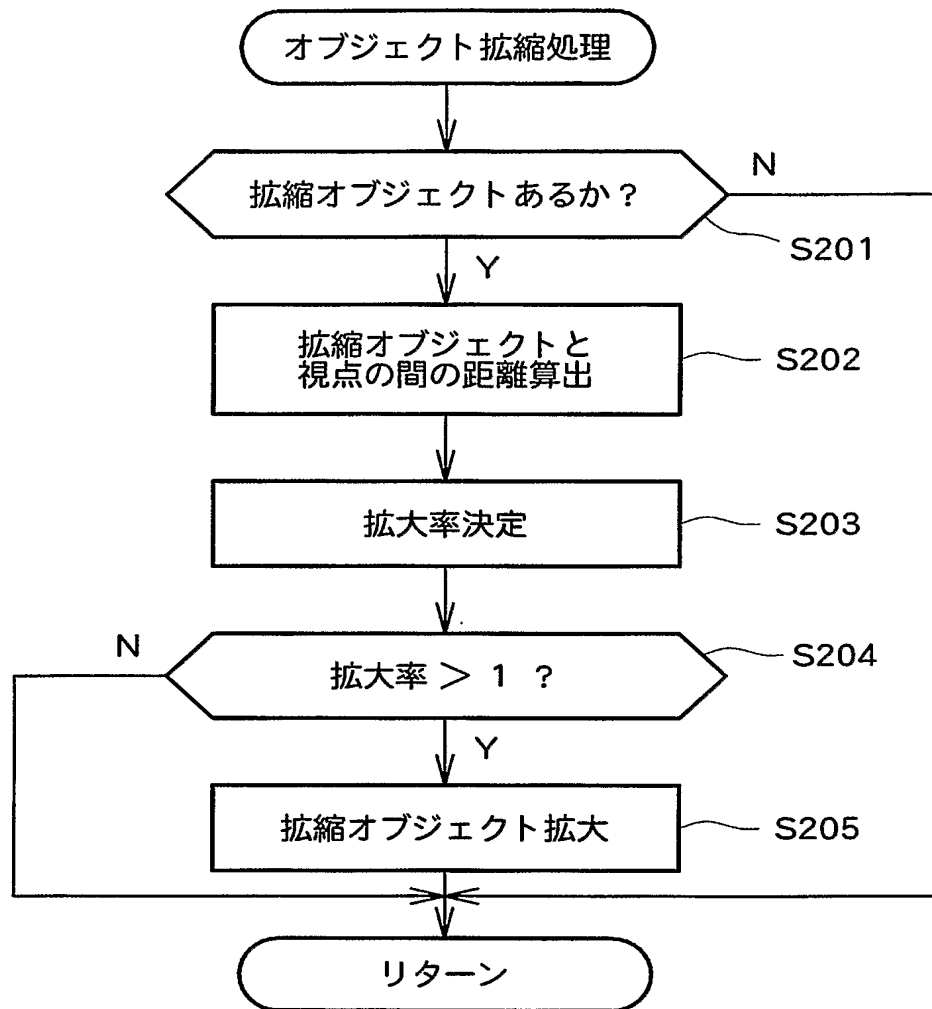 オブジェクト拡縮処理
拡縮オブジェクトあるか?
N
S201
Y
拡縮オブジェクトと
視点の間の距離算出
S202
拡大率決定
S203
N
拡大率 > 1 ?
S204
Y
拡縮オブジェクト拡大
S205
リターン